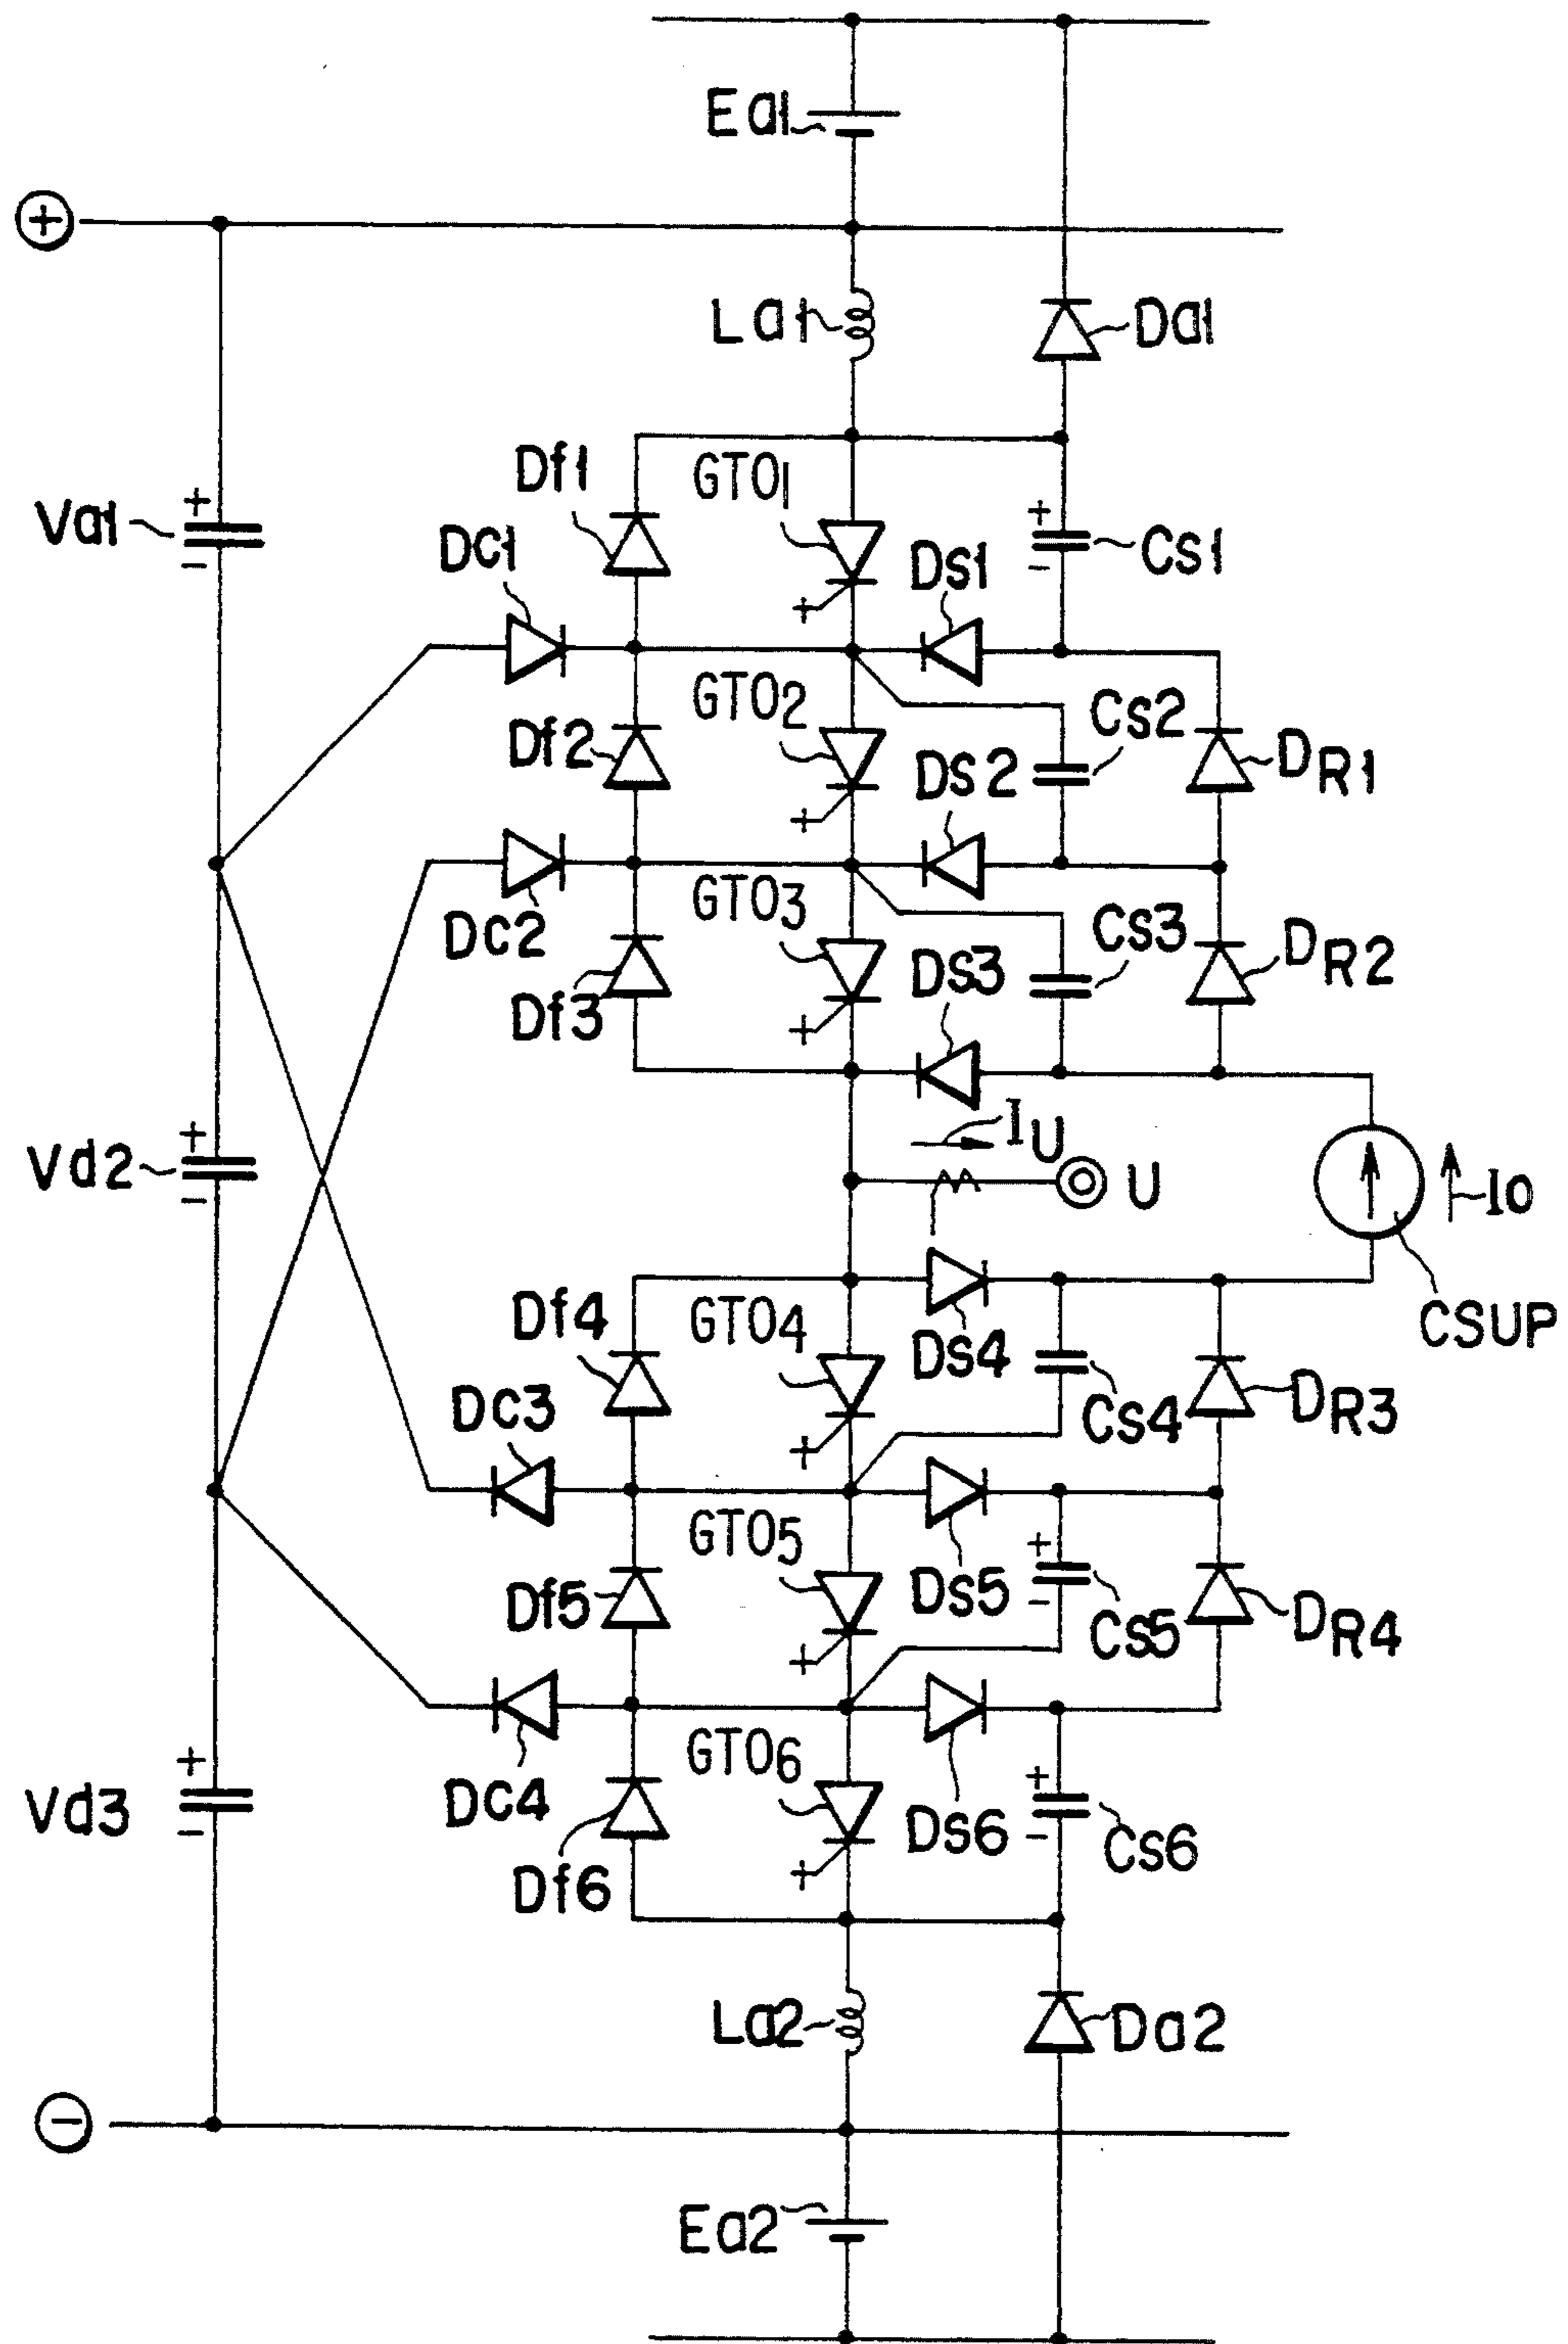 Ea1
+
La1
Da1
Df1
GTO1
Va1
+
-
Dc1
Ds1
+
-
Cs1
+
GTO2
Cs2
Df2
Ds2
DR1
+
Dc2
GTO3
Cs3
DR2
Df3
Ds3
+
IU
Vd2
+
-
U
Io
Df4
GTO4
Ds4
CSUP
Dc3
Cs4
DR3
+
GTO5
+
-
Df5
Ds5
Cs5
DR4
+
GTO6
Vd3
+
-
Dc4
Ds6
+
-
Cs6
Df6
+
La2
Da2
-
Ea2